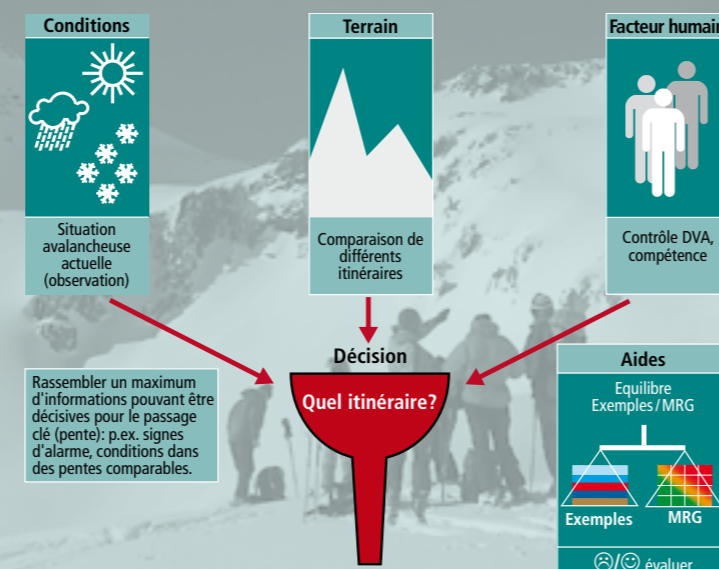 Conditions
Situation
avalancheuse
actuelle
(observation)
Terrain
Comparaison de
différents
itinéraires
Facteur humain
Contrôle DVA,
compétence
Rassembler un maximum
d'informations pouvant être
décisives pour le passage
clé (pente): p.ex. signes
d'alarme, conditions dans
des pentes comparables.
Décision
Quel itinéraire?
Aides
Equilibre
Exemples/MRG
Exemples
MRG
☹/☺ évaluer